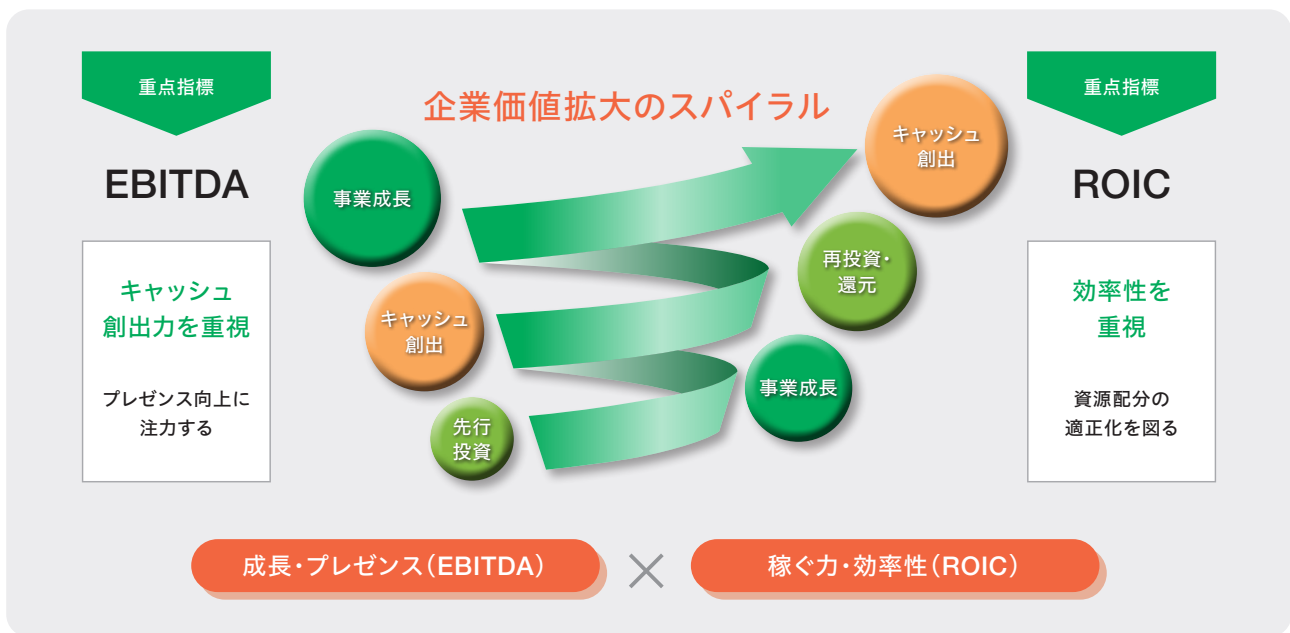 重点指標
EBITDA
キャッシュ
創出力を重視
プレゼンス向上に
注力する
企業価値拡大のスパイラル
事業成長
キャッシュ
創出
先行
投資
キャッシュ
創出
再投資・
還元
事業成長
重点指標
ROIC
効率性を
重視
資源配分の
適正化を図る
成長・プレゼンス（EBITDA）
×
稼ぐ力・効率性（ROIC）